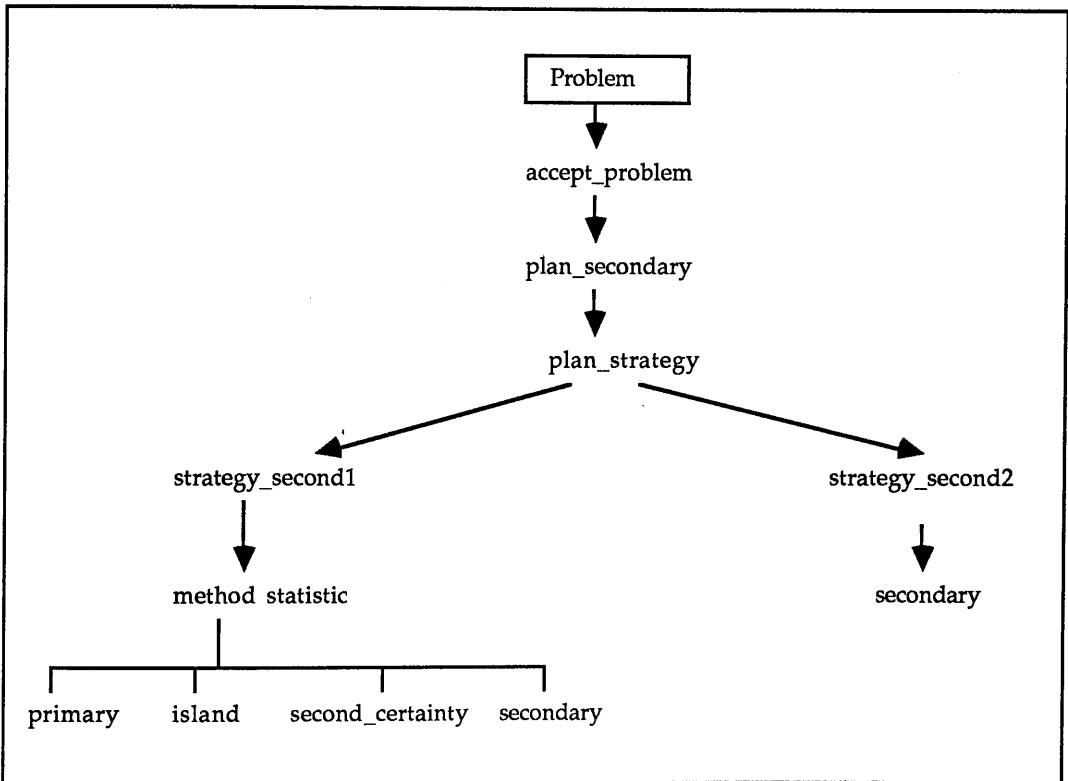 Problem
accept_problem
plan_secondary
plan_strategy
strategy_second1
strategy_second2
method statistic
secondary
primary
island
second_certainty
secondary